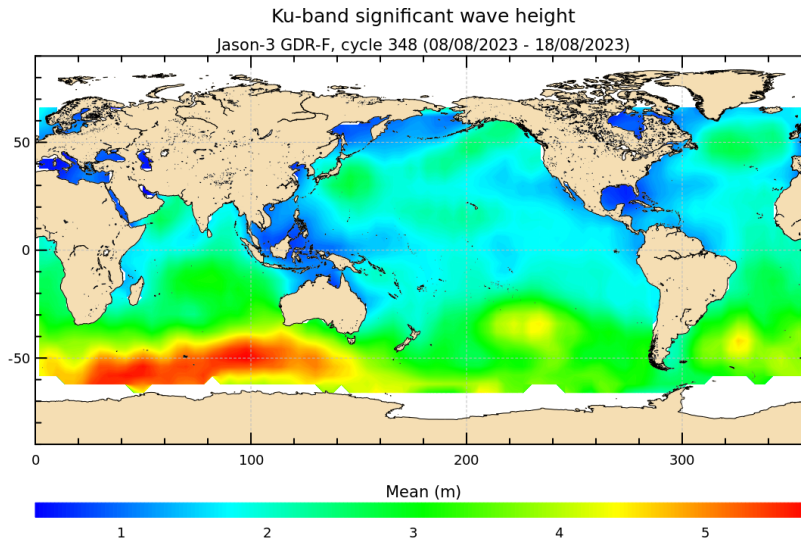 Ku-band significant wave height
Jason-3 GDR-F, cycle 348 (08/08/2023 - 18/08/2023)
50
0
-50
0 100 200 300
Mean (m)
1 2 3 4 5